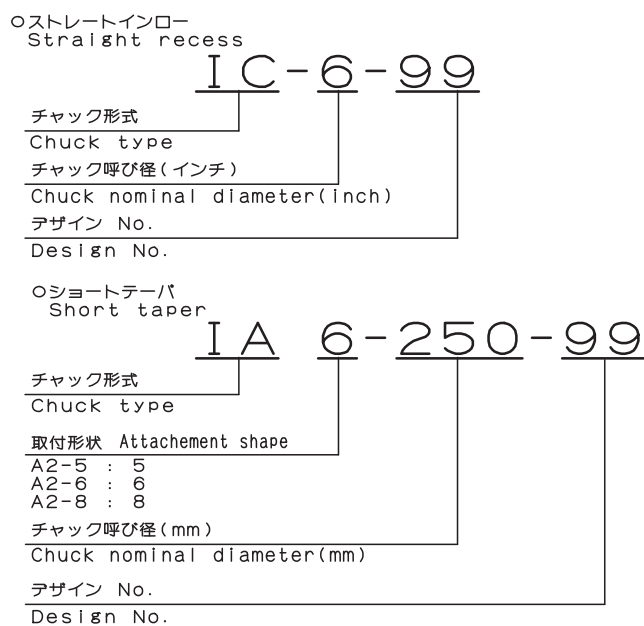 ○ストレートインロー
Straight recess
IC-6-99
チャック形式
Chuck type
チャック呼び径(インチ)
Chuck nominal diameter(inch)
デザイン No.
Design No.
○ショートテーパ
Short taper
IA 6-250-99
チャック形式
Chuck type
取付形状 Attachement shape
A2-5 : 5
A2-6 : 6
A2-8 : 8
チャック呼び径(mm)
Chuck nominal diameter(mm)
デザイン No.
Design No.